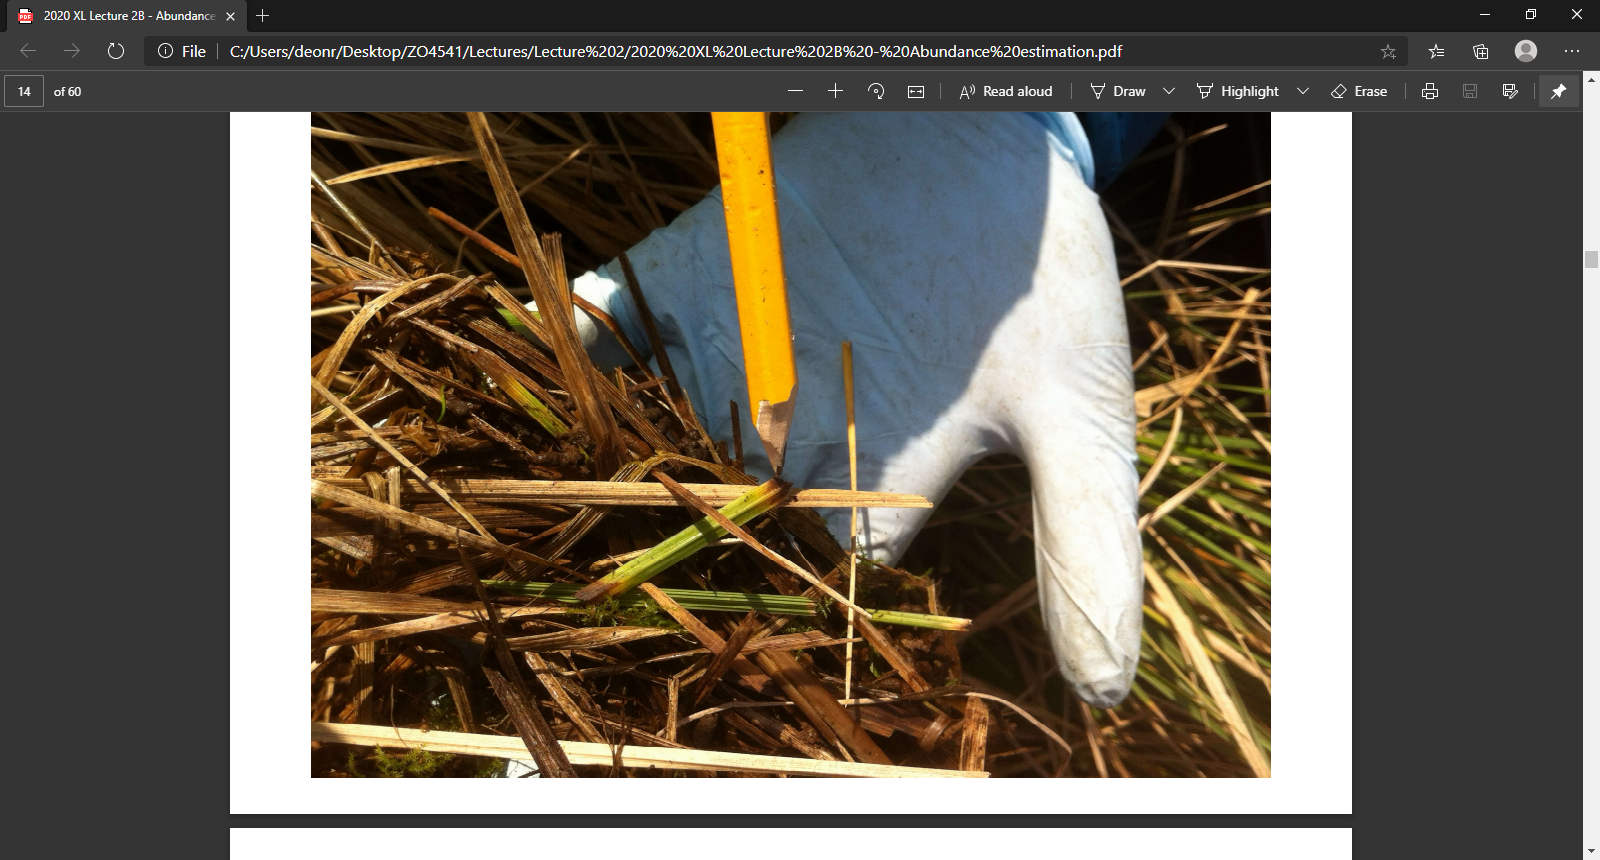 PDF 2020 XL Lecture 2B - Abundance
File C:/Users/deonr/Desktop/ZO4541/Lectures/Lecture%202/2020%20XL%20Lecture%202B%20-%20Abundance%20estimation.pdf
14 of 60 Read aloud Draw Highlight Erase